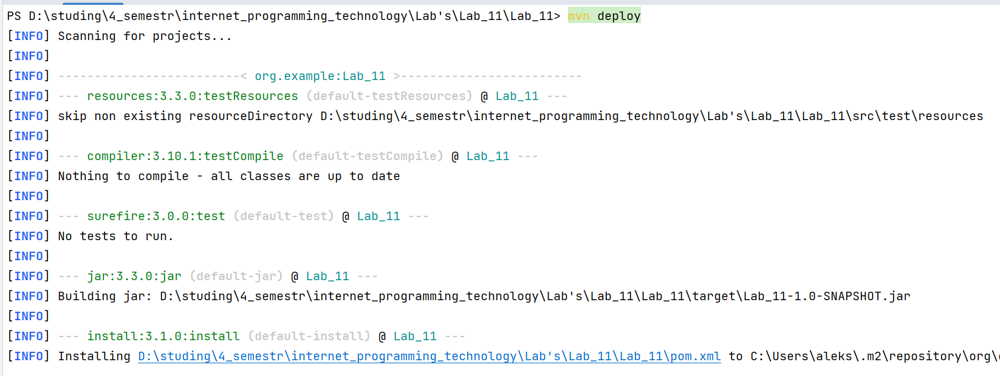 PS D:\studing\4_semestr\internet_programming_technology\Lab's\Lab_11\Lab_11> mvn deploy
[INFO] Scanning for projects...
[INFO]
[INFO] -------------------------< org.example:Lab_11 >-------------------------
[INFO] --- resources:3.3.0:testResources (default-testResources) @ Lab_11 ---
[INFO] skip non existing resourceDirectory D:\studing\4_semestr\internet_programming_technology\Lab's\Lab_11\Lab_11\src\test\resources
[INFO]
[INFO] --- compiler:3.10.1:testCompile (default-testCompile) @ Lab_11 ---
[INFO] Nothing to compile - all classes are up to date
[INFO]
[INFO] --- surefire:3.0.0:test (default-test) @ Lab_11 ---
[INFO] No tests to run.
[INFO]
[INFO] --- jar:3.3.0:jar (default-jar) @ Lab_11 ---
[INFO] Building jar: D:\studing\4_semestr\internet_programming_technology\Lab's\Lab_11\Lab_11\target\Lab_11-1.0-SNAPSHOT.jar
[INFO]
[INFO] --- install:3.1.0:install (default-install) @ Lab_11 ---
[INFO] Installing D:\studing\4_semestr\internet_programming_technology\Lab's\Lab_11\Lab_11\pom.xml to C:\Users\aleks\.m2\repository\org\